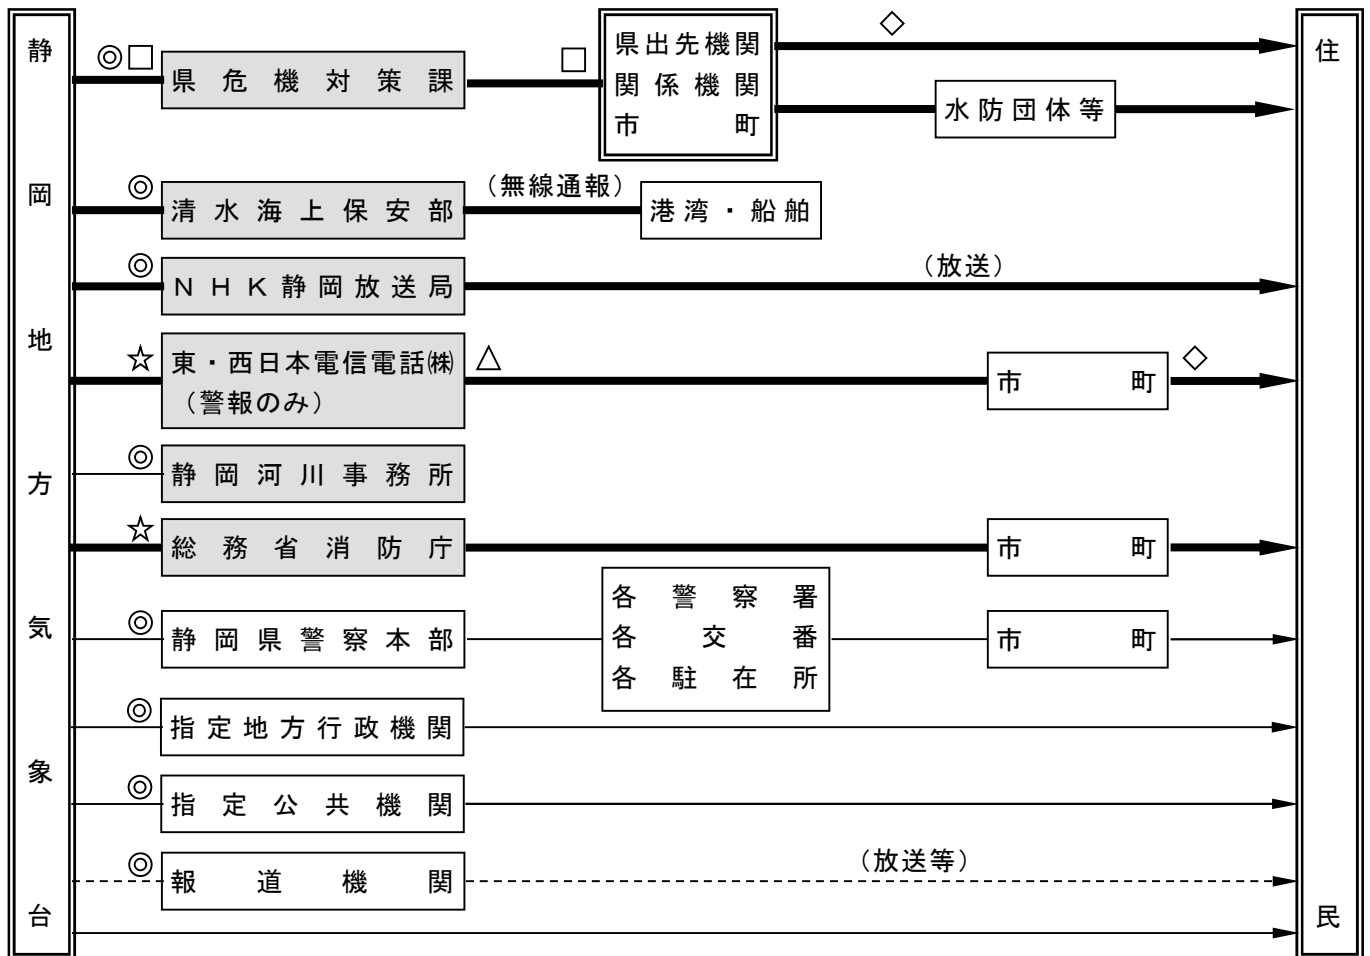 静岡地方気象台
◎□
県危機対策課
□
県出先機関
関係機関
市町
◇
水防団体等
住民
◎
清水海上保安部
（無線通報）
港湾・船舶
◎
ＮＨＫ静岡放送局
（放送）
☆
東・西日本電信電話㈱
（警報のみ）
△
市町
◇
◎
静岡河川事務所
☆
総務省消防庁
市町
◎
静岡県警察本部
各警察署
各交番
各駐在所
市町
◎
指定地方行政機関
◎
指定公共機関
◎
報道機関
（放送等）